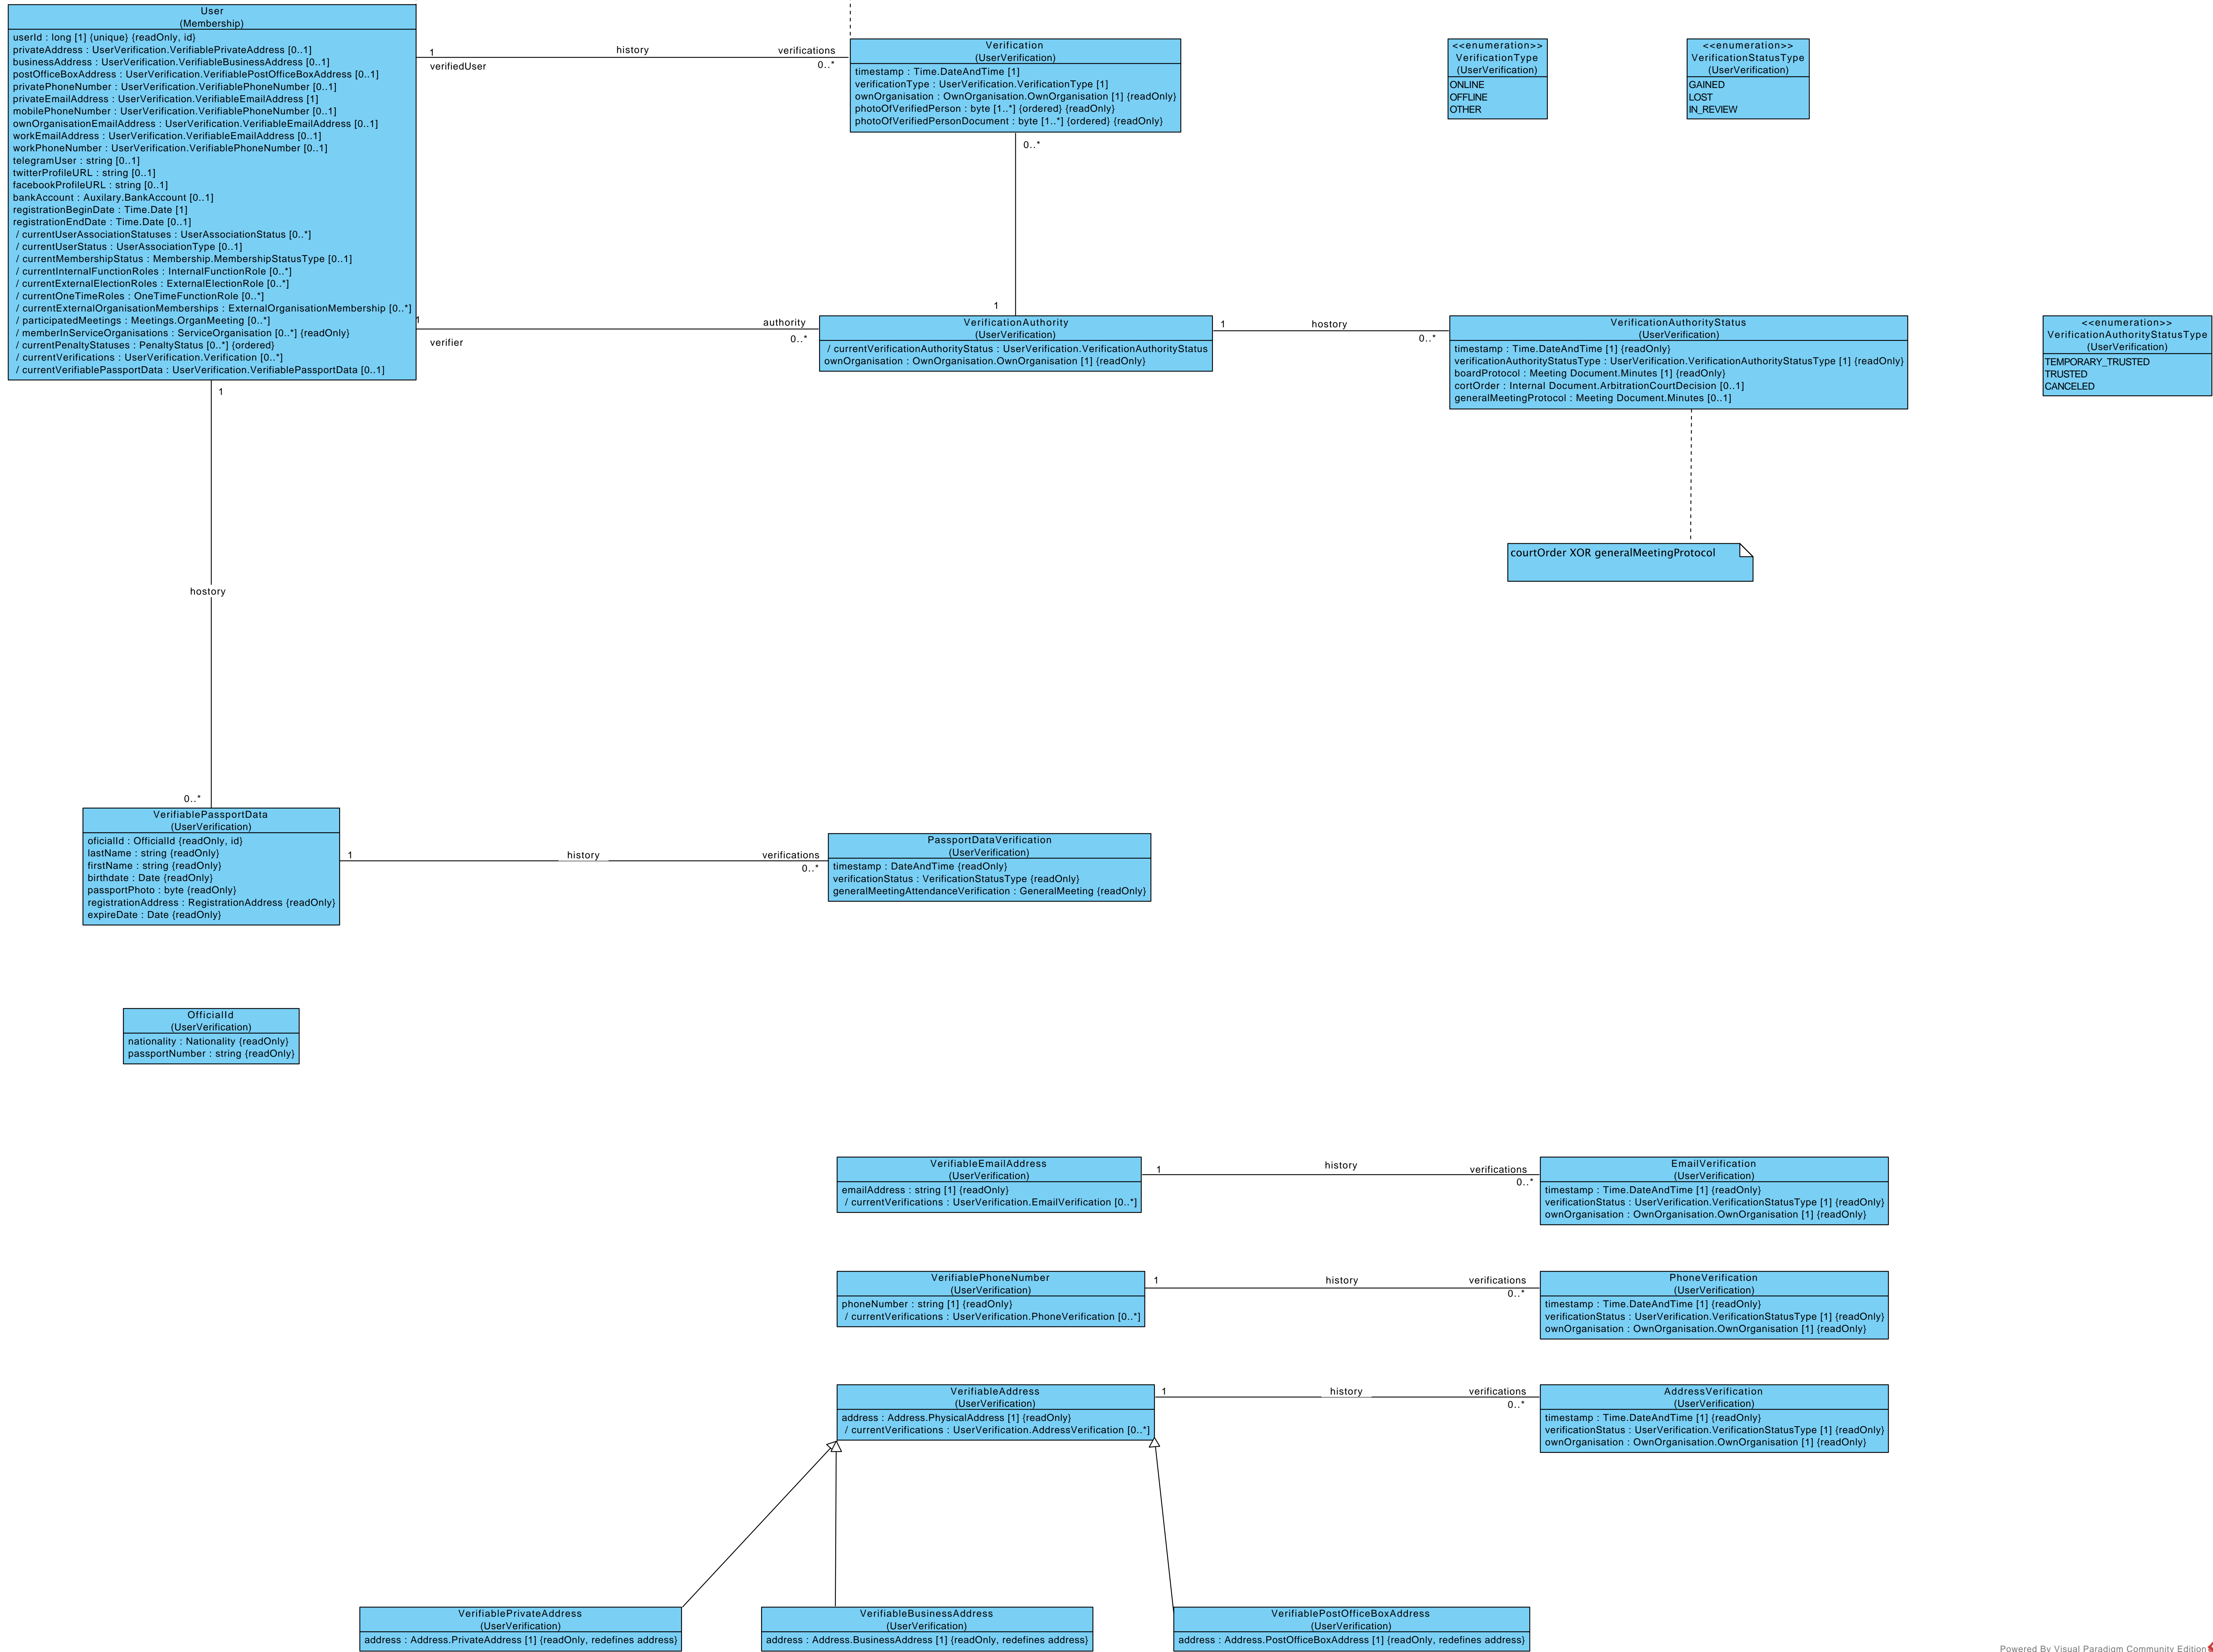 User
(Membership)
userId : long [1] {unique} {readOnly, id}
privateAddress : UserVerification.VerifiablePrivateAddress [0..1]
businessAddress : UserVerification.VerifiableBusinessAddress [0..1]
postOfficeBoxAddress : UserVerification.VerifiablePostOfficeBoxAddress [0..1]
privatePhoneNumber : UserVerification.VerifiablePhoneNumber [0..1]
privateEmailAddress : UserVerification.VerifiableEmailAddress [1]
mobilePhoneNumber : UserVerification.VerifiablePhoneNumber [0..1]
ownOrganisationEmailAddress : UserVerification.VerifiableEmailAddress [0..1]
workEmailAddress : UserVerification.VerifiableEmailAddress [0..1]
workPhoneNumber : UserVerification.VerifiablePhoneNumber [0..1]
telegramUser : string [0..1]
twitterProfileURL : string [0..1]
facebookProfileURL : string [0..1]
bankAccount : Auxilary.BankAccount [0..1]
registrationBeginDate : Time.Date [1]
registrationEndDate : Time.Date [0..1]
/ currentUserAssociationStatuses : UserAssociationStatus [0..*]
/ currentUserStatus : UserAssociationType [0..1]
/ currentMembershipStatus : Membership.MembershipStatusType [0..1]
/ currentInternalFunctionRoles : InternalFunctionRole [0..*]
/ currentExternalElectionRoles : ExternalElectionRole [0..*]
/ currentOneTimeRoles : OneTimeFunctionRole [0..*]
/ currentExternalOrganisationMemberships : ExternalOrganisationMembership [0..*]
/ participatedMeetings : Meetings.OrganMeeting [0..*]
/ memberInServiceOrganisations : ServiceOrganisation [0..*] {readOnly}
/ currentPenaltyStatuses : PenaltyStatus [0..*] {ordered}
/ currentVerifications : UserVerification.Verification [0..*]
/ currentVerifiablePassportData : UserVerification.VerifiablePassportData [0..1]
1
history
verifications
verifiedUser
0..*
Verification
(UserVerification)
timestamp : Time.DateAndTime [1]
verificationType : UserVerification.VerificationType [1]
ownOrganisation : OwnOrganisation.OwnOrganisation [1] {readOnly}
photoOfVerifiedPerson : byte [1..*] {ordered} {readOnly}
photoOfVerifiedPersonDocument : byte [1..*] {ordered} {readOnly}
<<enumeration>>
VerificationType
(UserVerification)
ONLINE
OFFLINE
OTHER
<<enumeration>>
VerificationStatusType
(UserVerification)
GAINED
LOST
IN_REVIEW
0..*
1
1
authority
verifier
0..*
VerificationAuthority
(UserVerification)
/ currentVerificationAuthorityStatus : UserVerification.VerificationAuthorityStatus
ownOrganisation : OwnOrganisation.OwnOrganisation [1] {readOnly}
1
hostory
0..*
VerificationAuthorityStatus
(UserVerification)
timestamp : Time.DateAndTime [1] {readOnly}
verificationAuthorityStatusType : UserVerification.VerificationAuthorityStatusType [1] {readOnly}
boardProtocol : Meeting Document.Minutes [1] {readOnly}
cortOrder : Internal Document.ArbitrationCourtDecision [0..1]
generalMeetingProtocol : Meeting Document.Minutes [0..1]
<<enumeration>>
VerificationAuthorityStatusType
(UserVerification)
TEMPORARY_TRUSTED
TRUSTED
CANCELED
courtOrder XOR generalMeetingProtocol
1
hostory
0..*
VerifiablePassportData
(UserVerification)
oficialId : OfficialId {readOnly, id}
lastName : string {readOnly}
firstName : string {readOnly}
birthdate : Date {readOnly}
passportPhoto : byte {readOnly}
registrationAddress : RegistrationAddress {readOnly}
expireDate : Date {readOnly}
1
history
verifications
0..*
PassportDataVerification
(UserVerification)
timestamp : DateAndTime {readOnly}
verificationStatus : VerificationStatusType {readOnly}
generalMeetingAttendanceVerification : GeneralMeeting {readOnly}
OfficialId
(UserVerification)
nationality : Nationality {readOnly}
passportNumber : string {readOnly}
VerifiableEmailAddress
(UserVerification)
emailAddress : string [1] {readOnly}
/ currentVerifications : UserVerification.EmailVerification [0..*]
1
history
verifications
0..*
EmailVerification
(UserVerification)
timestamp : Time.DateAndTime [1] {readOnly}
verificationStatus : UserVerification.VerificationStatusType [1] {readOnly}
ownOrganisation : OwnOrganisation.OwnOrganisation [1] {readOnly}
VerifiablePhoneNumber
(UserVerification)
phoneNumber : string [1] {readOnly}
/ currentVerifications : UserVerification.PhoneVerification [0..*]
1
history
verifications
0..*
PhoneVerification
(UserVerification)
timestamp : Time.DateAndTime [1] {readOnly}
verificationStatus : UserVerification.VerificationStatusType [1] {readOnly}
ownOrganisation : OwnOrganisation.OwnOrganisation [1] {readOnly}
VerifiableAddress
(UserVerification)
address : Address.PhysicalAddress [1] {readOnly}
/ currentVerifications : UserVerification.AddressVerification [0..*]
1
history
verifications
0..*
AddressVerification
(UserVerification)
timestamp : Time.DateAndTime [1] {readOnly}
verificationStatus : UserVerification.VerificationStatusType [1] {readOnly}
ownOrganisation : OwnOrganisation.OwnOrganisation [1] {readOnly}
VerifiablePrivateAddress
(UserVerification)
address : Address.PrivateAddress [1] {readOnly, redefines address}
VerifiableBusinessAddress
(UserVerification)
address : Address.BusinessAddress [1] {readOnly, redefines address}
VerifiablePostOfficeBoxAddress
(UserVerification)
address : Address.PostOfficeBoxAddress [1] {readOnly, redefines address}
Powered By Visual Paradigm Community Edition